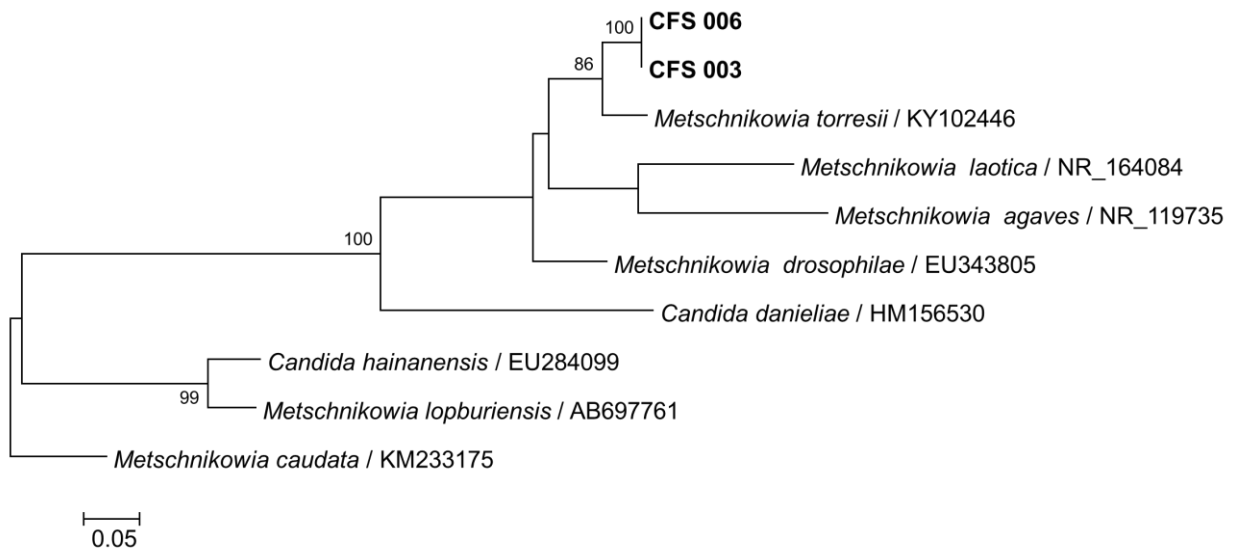 100 CFS 006
86 CFS 003
Metschnikowia torresii / KY102446
Metschnikowia laotica / NR_164084
Metschnikowia agaves / NR_119735
100
Metschnikowia drosophilae / EU343805
Candida danieliae / HM156530
Candida hainanensis / EU284099
99 Metschnikowia lopburiensis / AB697761
Metschnikowia caudata / KM233175
0.05